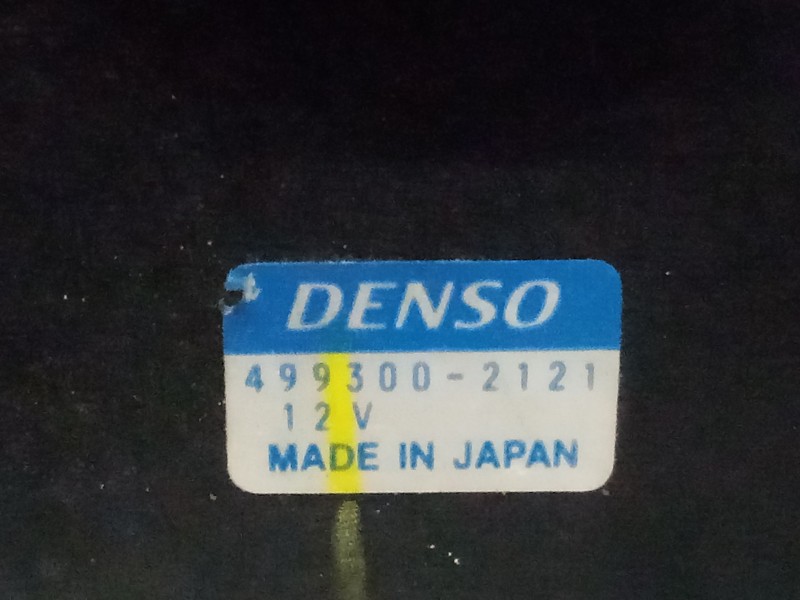 DENSO
499300-2121
12V
MADE IN JAPAN